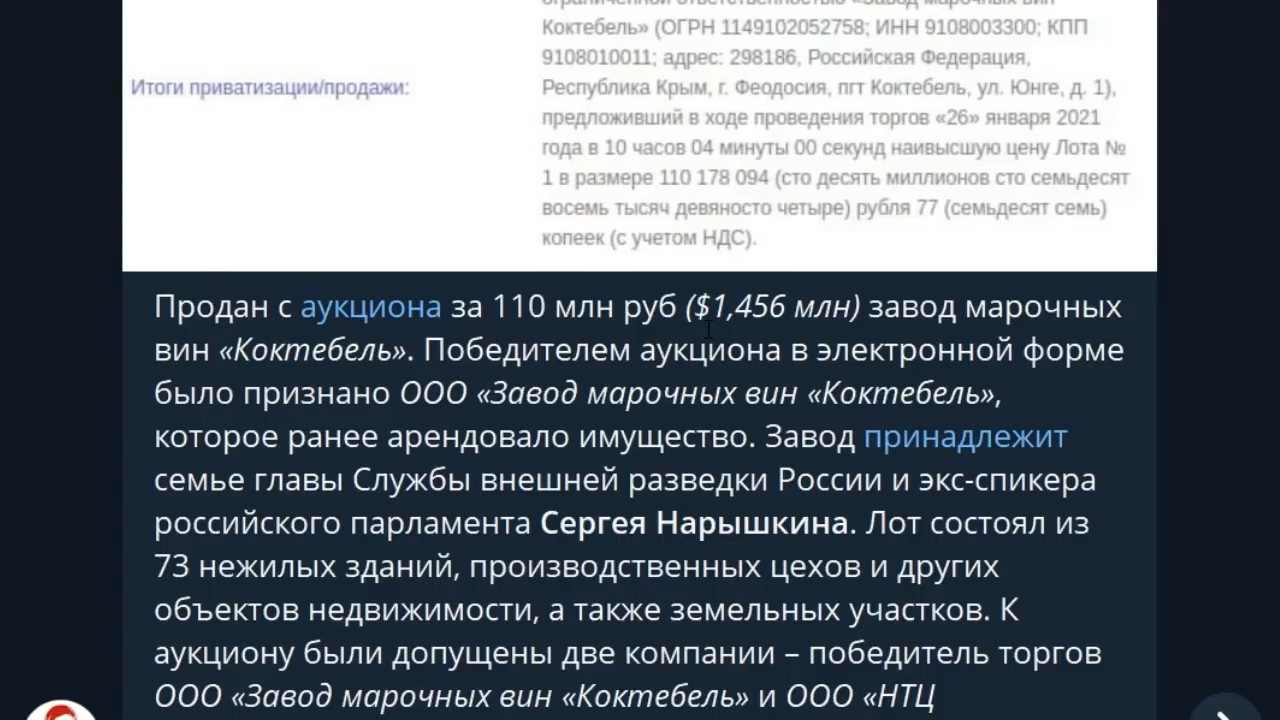 ограниченной ответственностью «Завод марочных вин
Коктебель» (ОГРН 1149102052758; ИНН 9108003300; КПП
9108010011; адрес: 298186, Российская Федерация,
Итоги приватизации/продажи:
Республика Крым, г. Феодосия, пгт Коктебель, ул. Юнге, д. 1),
предложивший в ходе проведения торгов «26» января 2021
года в 10 часов 04 минуты 00 секунд наивысшую цену Лота №
1 в размере 110 178 094 (сто десять миллионов сто семьдесят
восемь тысяч девяносто четыре) рубля 77 (семьдесят семь)
копеек (с учетом НДС).
Продан с аукциона за 110 млн руб ($1,456 млн) завод марочных
вин «Коктебель». Победителем аукциона в электронной форме
было признано ООО «Завод марочных вин «Коктебель»,
которое ранее арендовало имущество. Завод принадлежит
семье главы Службы внешней разведки России и экс-спикера
российского парламента Сергея Нарышкина. Лот состоял из
73 нежилых зданий, производственных цехов и других
объектов недвижимости, а также земельных участков. К
аукциону были допущены две компании – победитель торгов
ООО «Завод марочных вин «Коктебель» и ООО «НТЦ